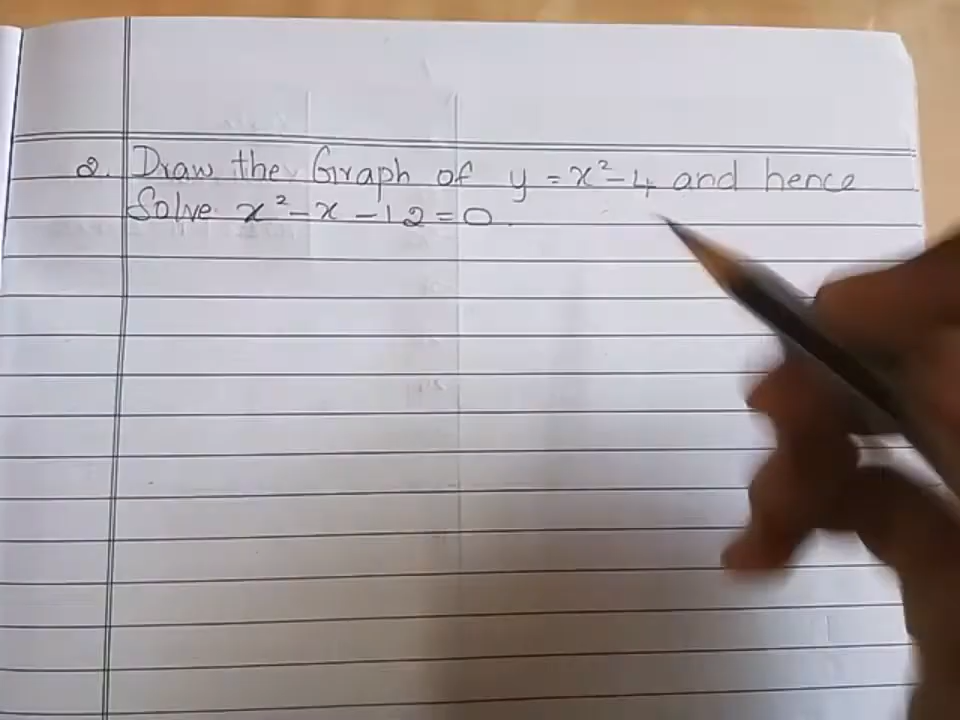 2. Draw the Graph of y = x² - 4 and hence
Solve x² - x - 12 = 0.